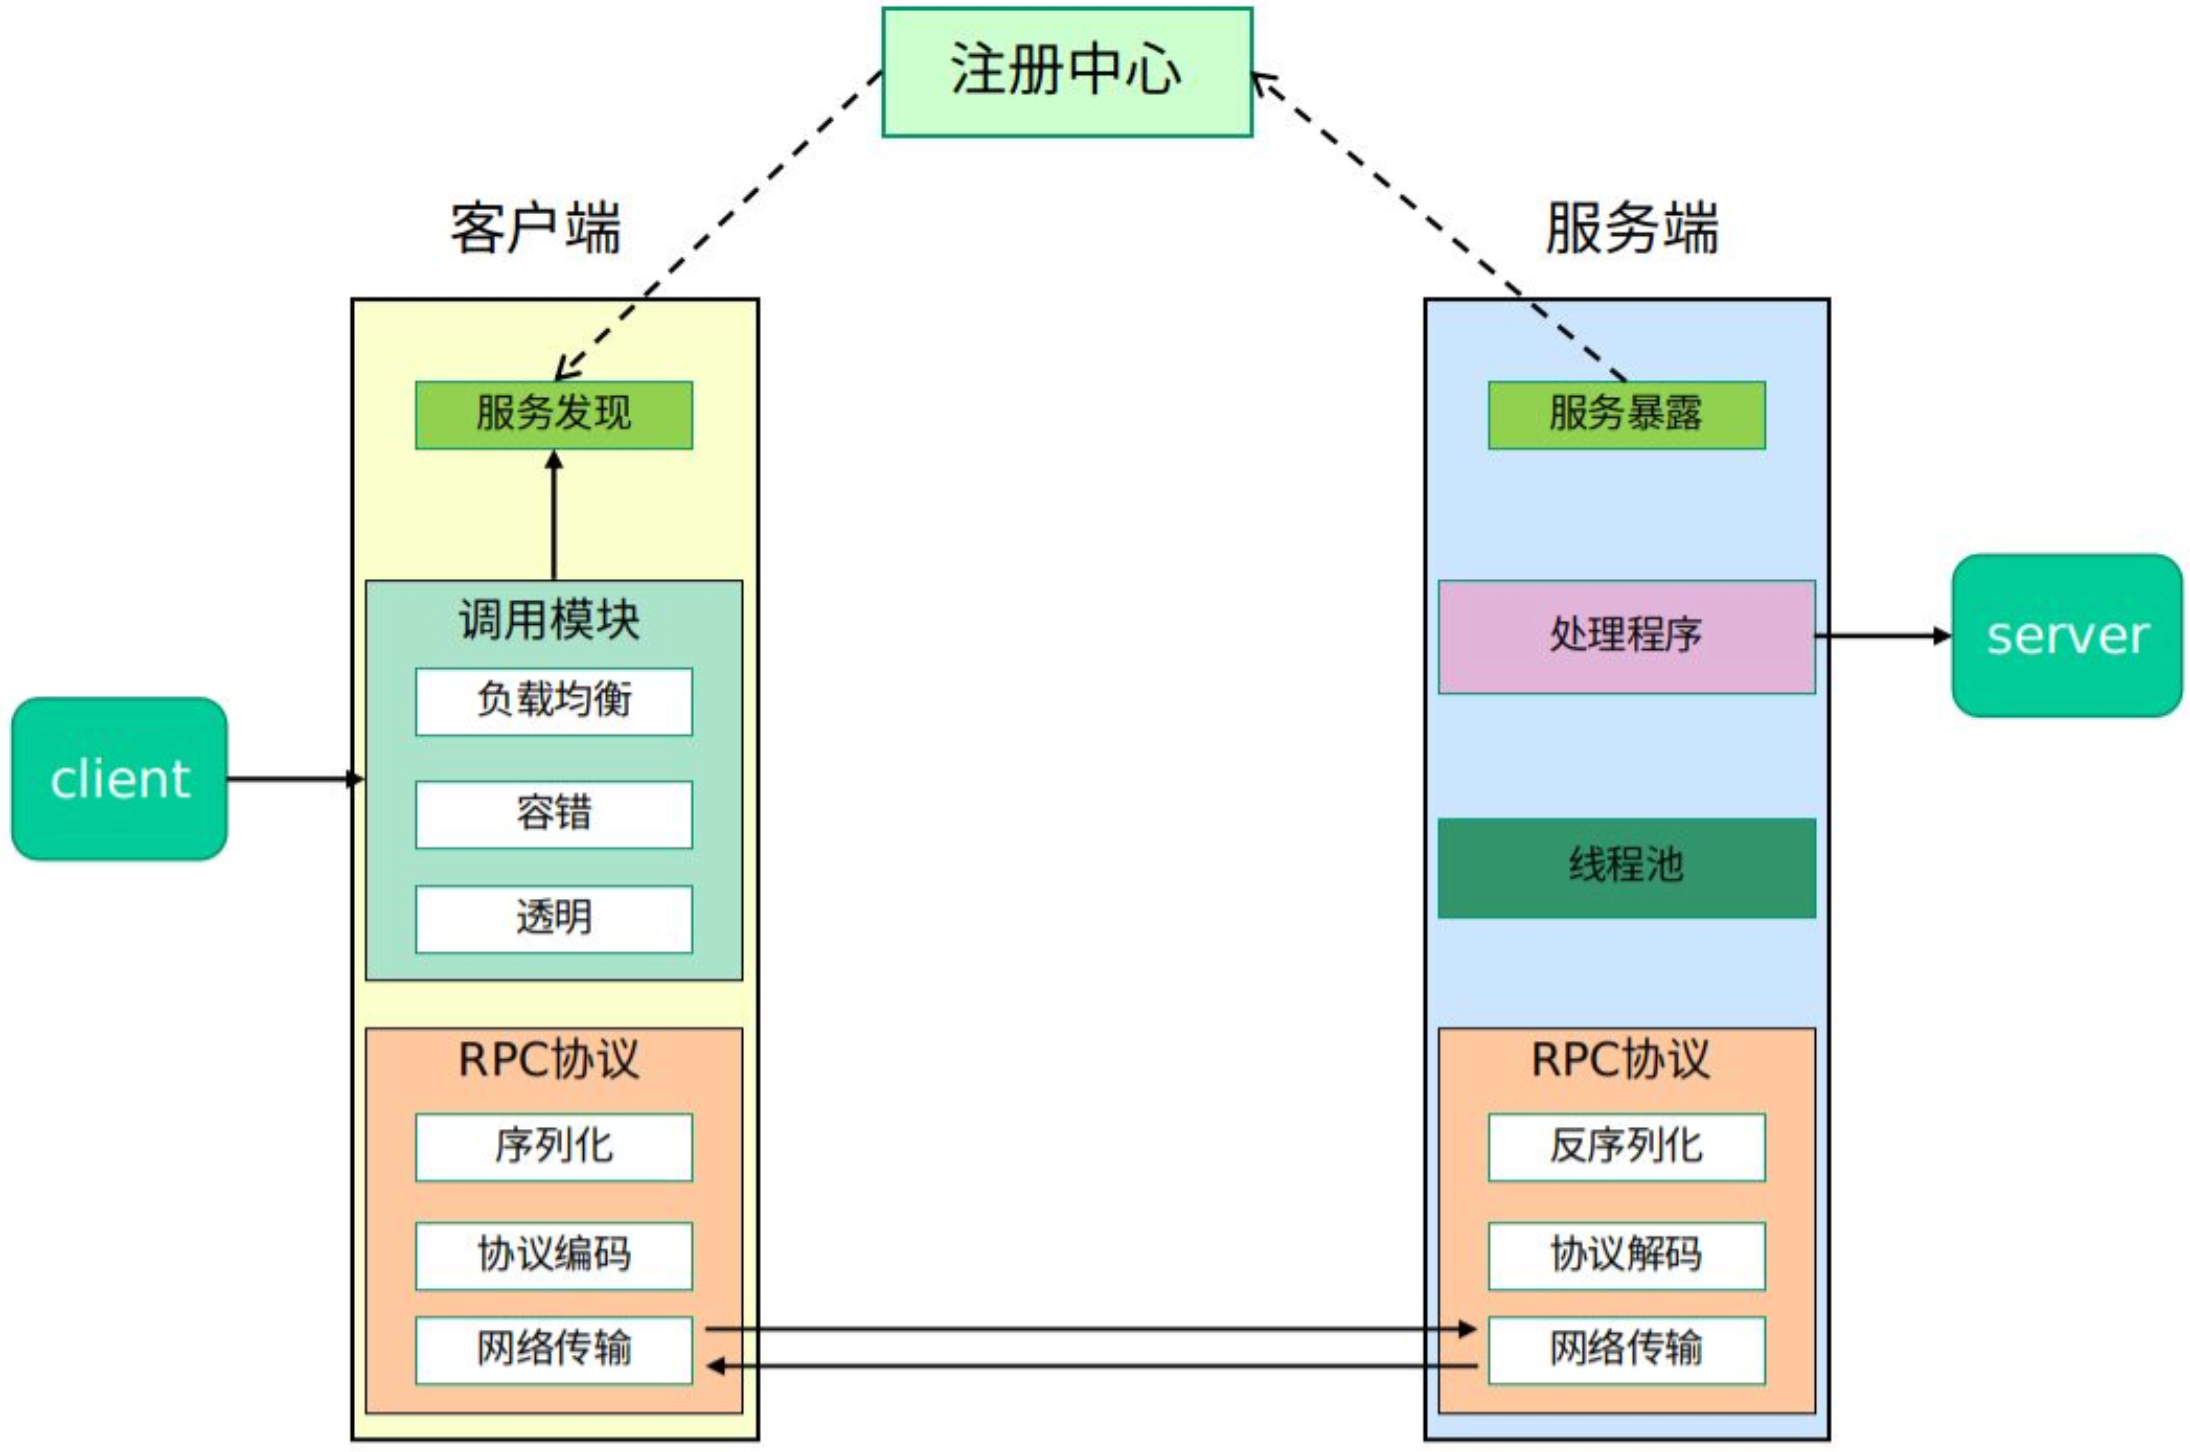 注册中心
客户端
服务端
服务发现
服务暴露
调用模块
负载均衡
容错
透明
client
处理程序
server
线程池
RPC协议
序列化
协议编码
网络传输
RPC协议
反序列化
协议解码
网络传输